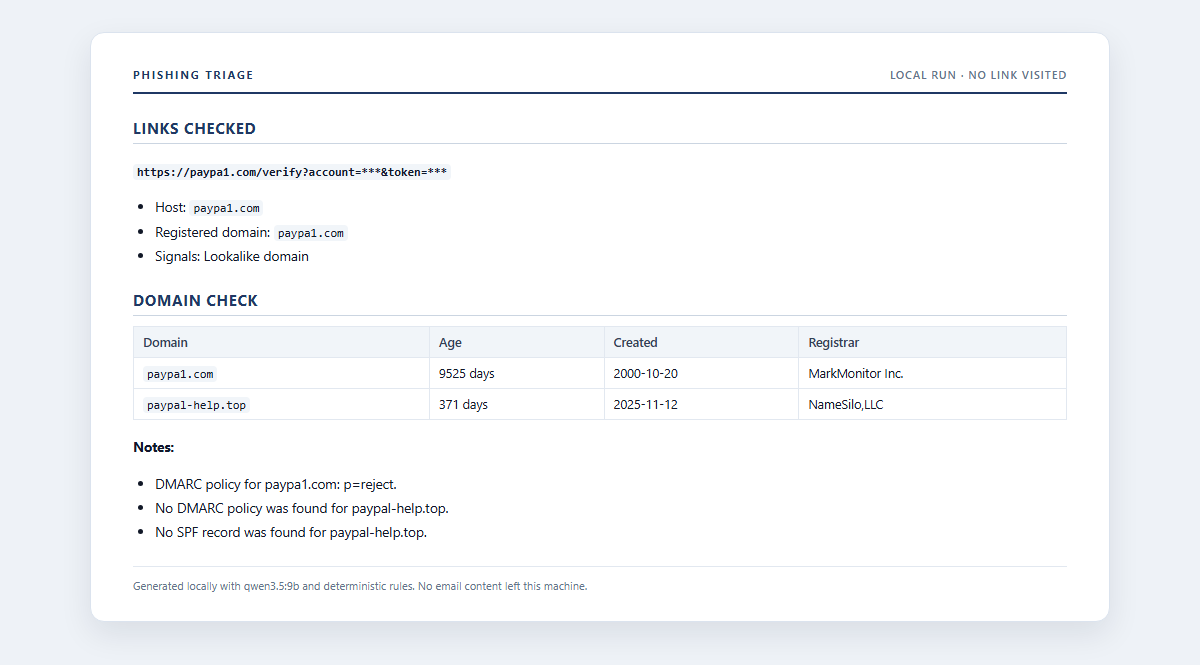 PHISHING TRIAGE
LOCAL RUN · NO LINK VISITED
LINKS CHECKED
https://paypa1.com/verify?account=***&token=***
Host: paypa1.com
Registered domain: paypa1.com
Signals: Lookalike domain
DOMAIN CHECK
Domain Age Created Registrar
paypa1.com 9525 days 2000-10-20 MarkMonitor Inc.
paypal-help.top 371 days 2025-11-12 NameSilo,LLC
Notes:
DMARC policy for paypa1.com: p=reject.
No DMARC policy was found for paypal-help.top.
No SPF record was found for paypal-help.top.
Generated locally with qwen3.5:9b and deterministic rules. No email content left this machine.